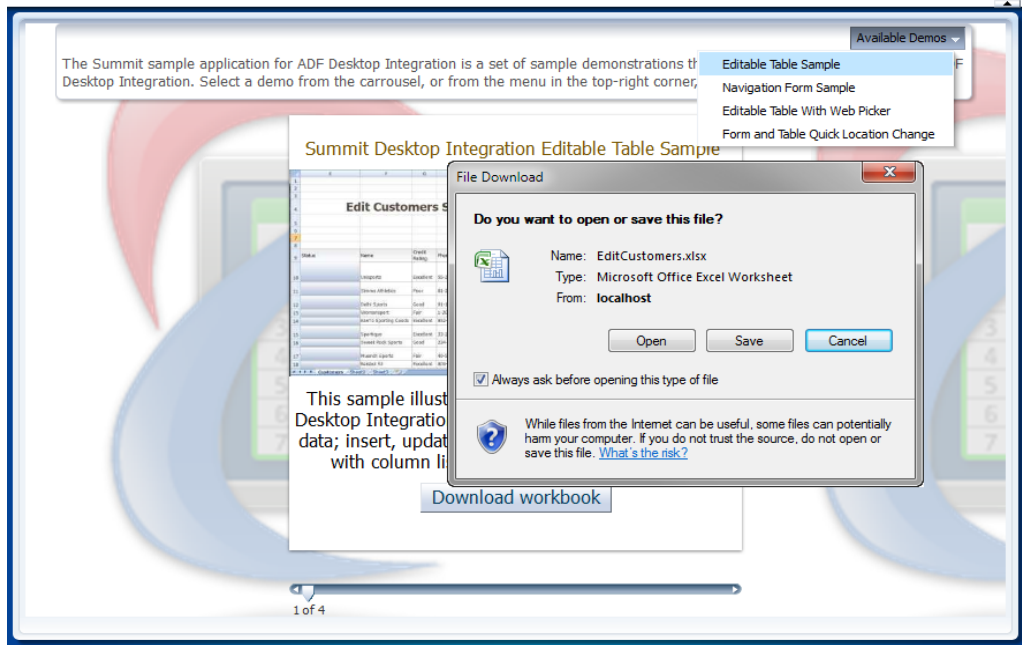 Available Demos
The Summit sample application for ADF Desktop Integration is a set of sample demonstrations th
F
Desktop Integration. Select a demo from the carrousel, or from the menu in the top-right corner,
Editable Table Sample
Navigation Form Sample
Editable Table With Web Picker
Form and Table Quick Location Change
Summit Desktop Integration Editable Table Sample
Edit Customers S
Status Name Credit Rating
File Download
Do you want to open or save this file?
Name: EditCustomers.xlsx
Type: Microsoft Office Excel Worksheet
From: localhost
Open Save Cancel
Always ask before opening this type of file
While files from the Internet can be useful, some files can potentially
harm your computer. If you do not trust the source, do not open or
save this file. What's the risk?
This sample illust
Desktop Integratio
data; insert, updat
with column li
Download workbook
1 of 4